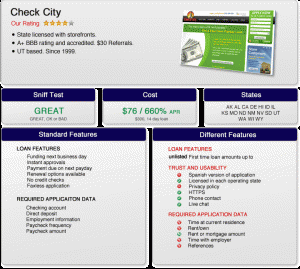 Check City
Our Rating
State licensed with storefronts.
A+ BBB rating and accredited. $30 Referrals.
UT based. Since 1999.
Sniff Test
Cost
States
GREAT
GREAT, OK or BAD
$76 / 660% APR
$300, 14 day loan
AK AL CA DE HI ID IL
KS MO ND NM NV SD UT
WA WI WY
Standard Features
LOAN FEATURES
Funding next business day
Instant approvals
Payment due on next payday
Renewal options available
No credit checks
Faxless application
REQUIRED APPLICATON DATA
Checking account
Direct deposit
Employment information
Paycheck frequency
Paycheck amount
Different Features
LOAN FEATURES
unlisted First time loan amounts up to
TRUST AND USABILITY
Spanish version of application
Licensed in each operating state
Privacy policy
HTTPS
Phone contact
Live chat
REQUIRED APPLICATION DATA
Time at current residence
Rent/own
Rent or mortgage amount
Time with employer
References